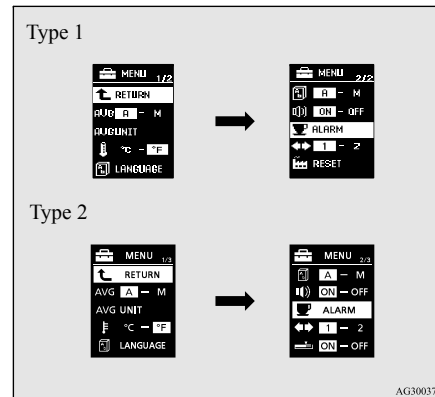 Type 1
MENU 1/2
RETURN
AVG A – M
AVGUNIT
°C – °F
LANGUAGE
MENU 2/2
A – M
ON – OFF
ALARM
1 – 2
RESET
Type 2
MENU 1/3
RETURN
AVG A – M
AVG UNIT
°C – °F
LANGUAGE
MENU 2/3
A – M
ON – OFF
ALARM
1 – 2
ON – OFF
AG30037